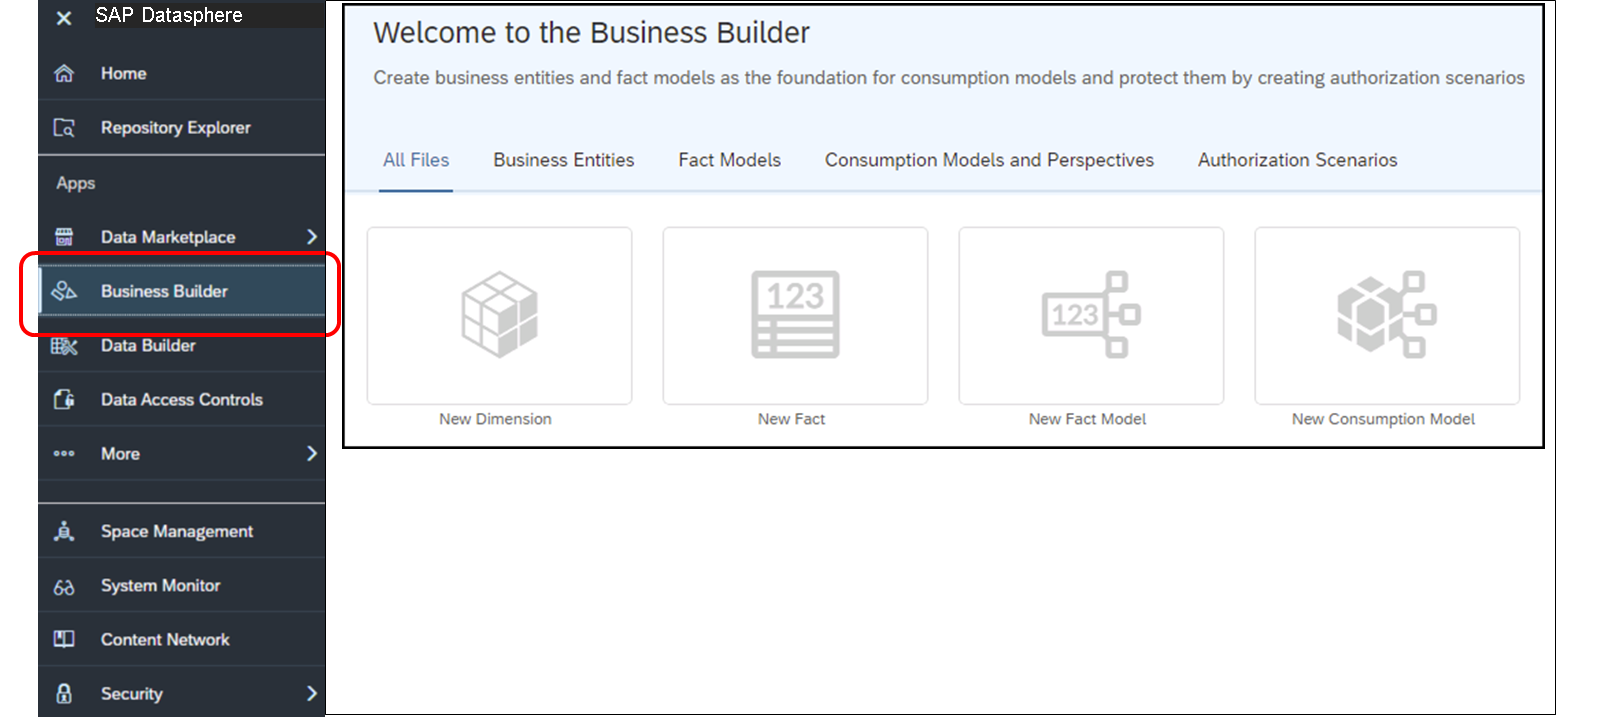 SAP Datasphere
Home
Repository Explorer
Apps
Data Marketplace
Business Builder
Data Builder
Data Access Controls
More
Space Management
System Monitor
Content Network
Security
Welcome to the Business Builder
Create business entities and fact models as the foundation for consumption models and protect them by creating authorization scenarios
All Files Business Entities Fact Models Consumption Models and Perspectives Authorization Scenarios
123 123
New Dimension New Fact New Fact Model New Consumption Model